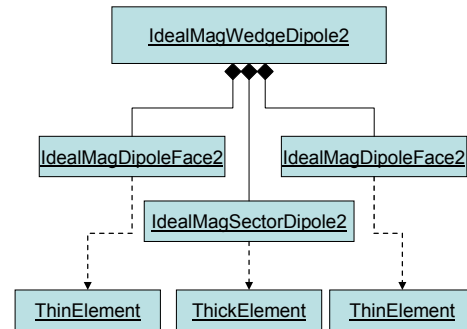 IdealMagWedgeDipole2
IdealMagDipoleFace2
IdealMagDipoleFace2
IdealMagSectorDipole2
ThinElement
ThickElement
ThinElement